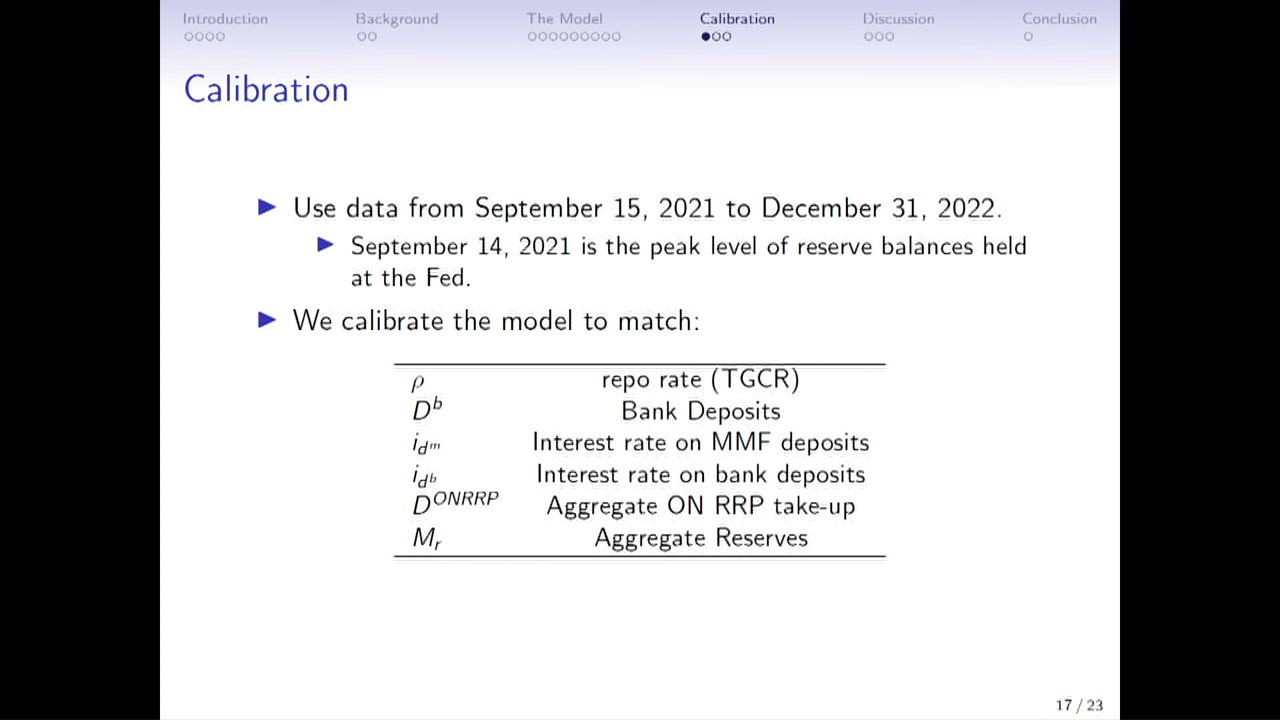 Introduction Background The Model Calibration Discussion Conclusion
Calibration
Use data from September 15, 2021 to December 31, 2022.
September 14, 2021 is the peak level of reserve balances held
at the Fed.
We calibrate the model to match:
ρ repo rate (TGCR)
D^b Bank Deposits
i_{d^m} Interest rate on MMF deposits
i_{d^b} Interest rate on bank deposits
D^{ONRRP} Aggregate ON RRP take-up
M_r Aggregate Reserves
17 / 23